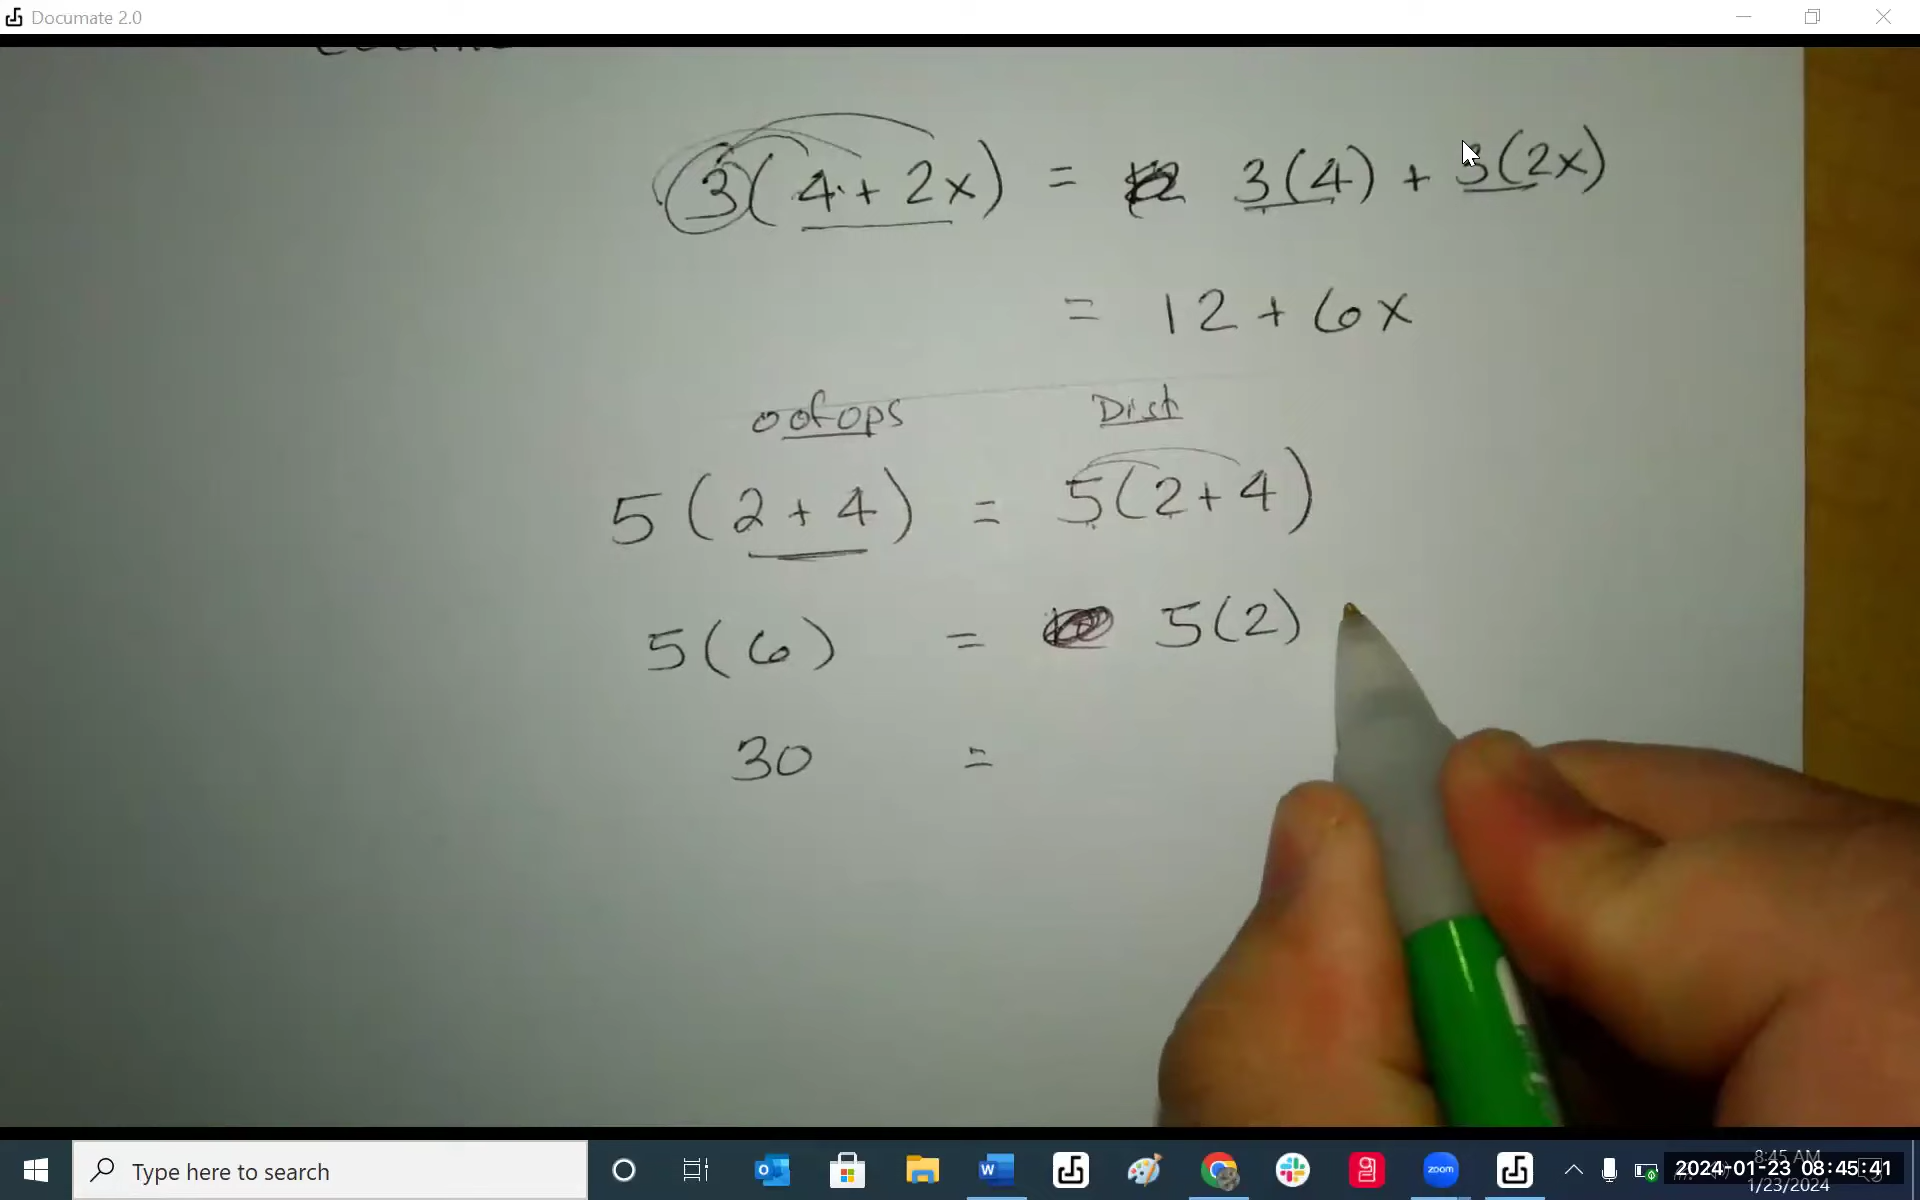 Documate 2.0
3(4+2x) = 3(4) + 3(2x)
= 12 + 6x
oofops Dist
5(2+4) = 5(2+4)
5(6) = 5(2)
30 =
Type here to search
zoom
8:45 AM
2024-01-23 08:45:41
1/23/2024